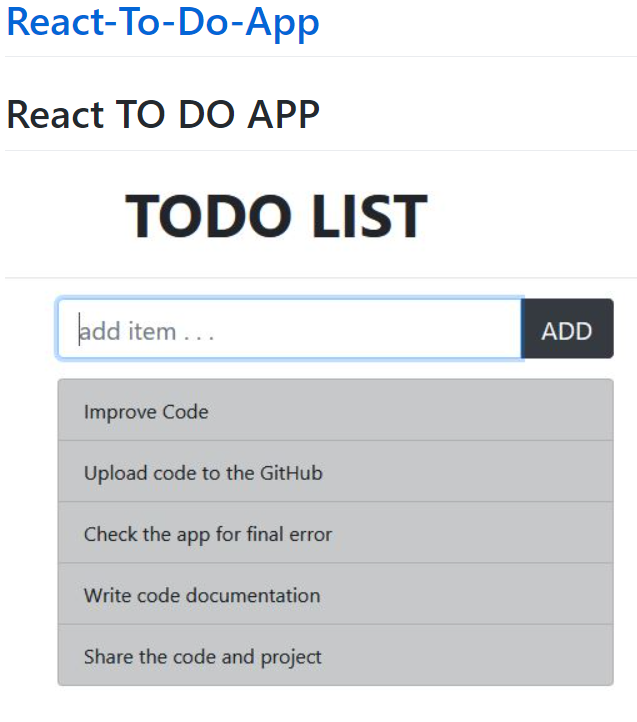 React-To-Do-App
React TO DO APP
TODO LIST
add item . . .
ADD
Improve Code
Upload code to the GitHub
Check the app for final error
Write code documentation
Share the code and project